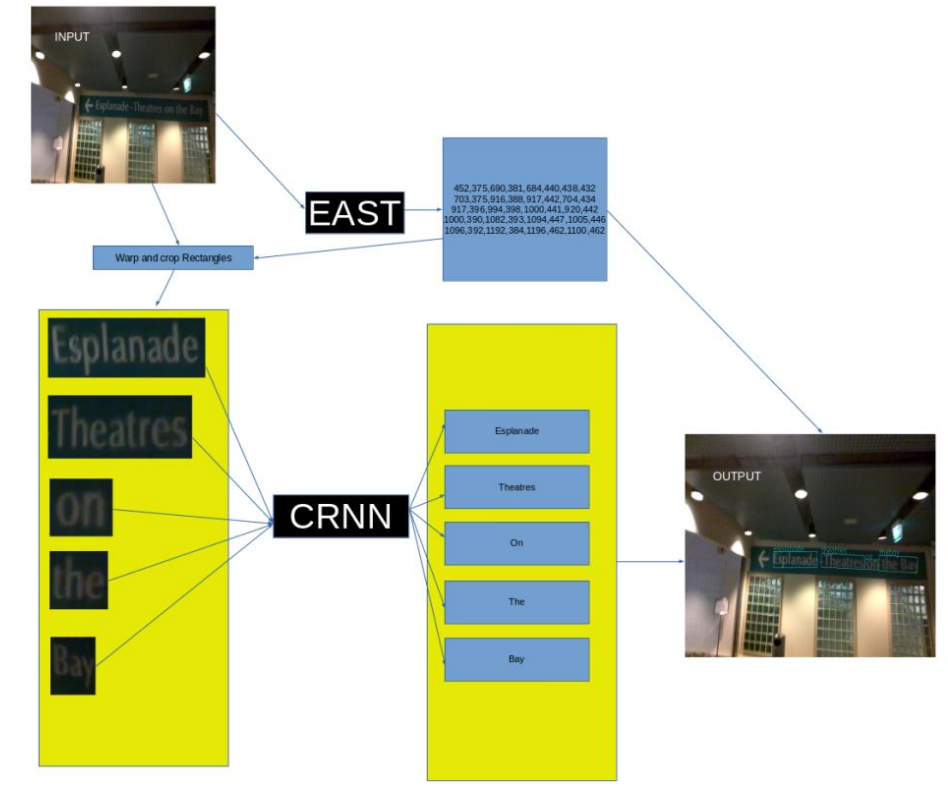 INPUT
Esplanade-Theatres on the Bay
EAST
452,375,690,381,684,440,438,432
703,375,916,388,917,442,704,434
917,396,994,398,1000,441,920,442
1000,390,1082,393,1094,447,1005,446
1096,392,1192,384,1196,462,1100,462
Warp and crop Rectangles
Esplanade
Theatres
on
the
Bay
CRNN
Esplanade
Theatres
On
The
Bay
OUTPUT
Esplanade-Theatres on the Bay